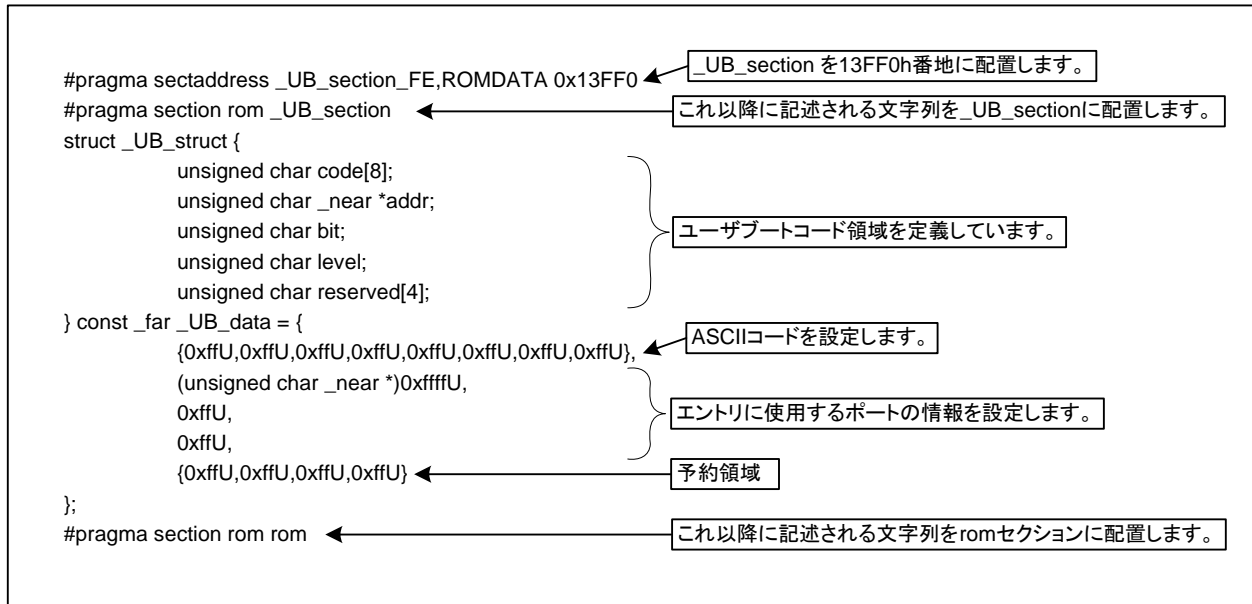 #pragma sectaddress _UB_section_FE,ROMDATA 0x13FF0
_UB_section を13FF0h番地に配置します。
#pragma section rom _UB_section
これ以降に記述される文字列を_UB_sectionに配置します。
struct _UB_struct {
unsigned char code[8];
unsigned char _near *addr;
unsigned char bit;
unsigned char level;
unsigned char reserved[4];
ユーザブートコード領域を定義しています。
} const _far _UB_data = {
{0xffU,0xffU,0xffU,0xffU,0xffU,0xffU,0xffU,0xffU},
ASCIIコードを設定します。
(unsigned char _near *)0xffffU,
0xffU,
0xffU,
エントリに使用するポートの情報を設定します。
{0xffU,0xffU,0xffU,0xffU}
予約領域
};
#pragma section rom rom
これ以降に記述される文字列をromセクションに配置します。